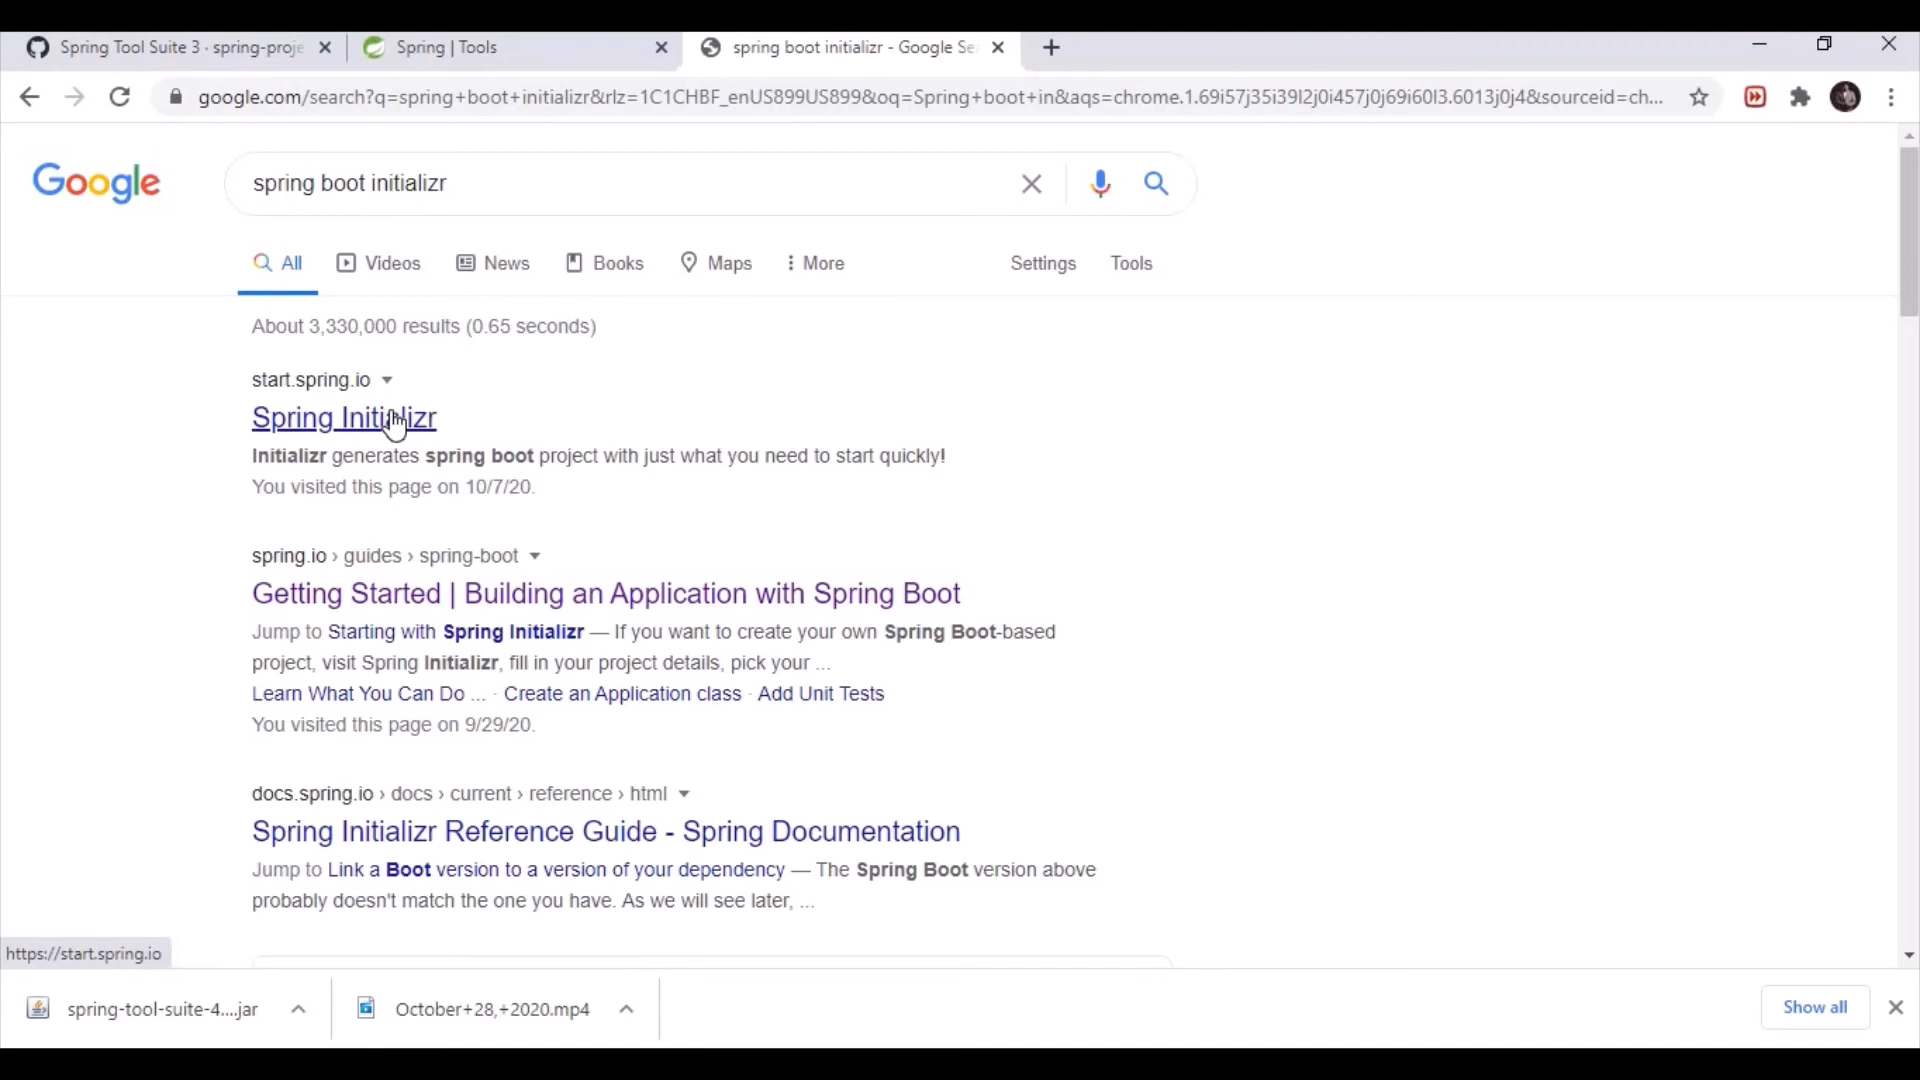 Spring Tool Suite 3 · spring-proje
Spring | Tools
spring boot initializr - Google Se
google.com/search?q=spring+boot+initializr&rlz=1C1CHBF_enUS899US899&oq=Spring+boot+in&aqs=chrome.1.69i57j35i39l2j0i457j0j69i60l3.6013j0j4&sourceid=ch...
Google
spring boot initializr
All
Videos
News
Books
Maps
More
Settings
Tools
About 3,330,000 results (0.65 seconds)
start.spring.io
Spring Initializr
Initializr generates spring boot project with just what you need to start quickly!
You visited this page on 10/7/20.
spring.io › guides › spring-boot
Getting Started | Building an Application with Spring Boot
Jump to Starting with Spring Initializr — If you want to create your own Spring Boot-based
project, visit Spring Initializr, fill in your project details, pick your ...
Learn What You Can Do ... · Create an Application class · Add Unit Tests
You visited this page on 9/29/20.
docs.spring.io › docs › current › reference › html
Spring Initializr Reference Guide - Spring Documentation
Jump to Link a Boot version to a version of your dependency — The Spring Boot version above
probably doesn't match the one you have. As we will see later, ...
https://start.spring.io
spring-tool-suite-4....jar
October+28,+2020.mp4
Show all